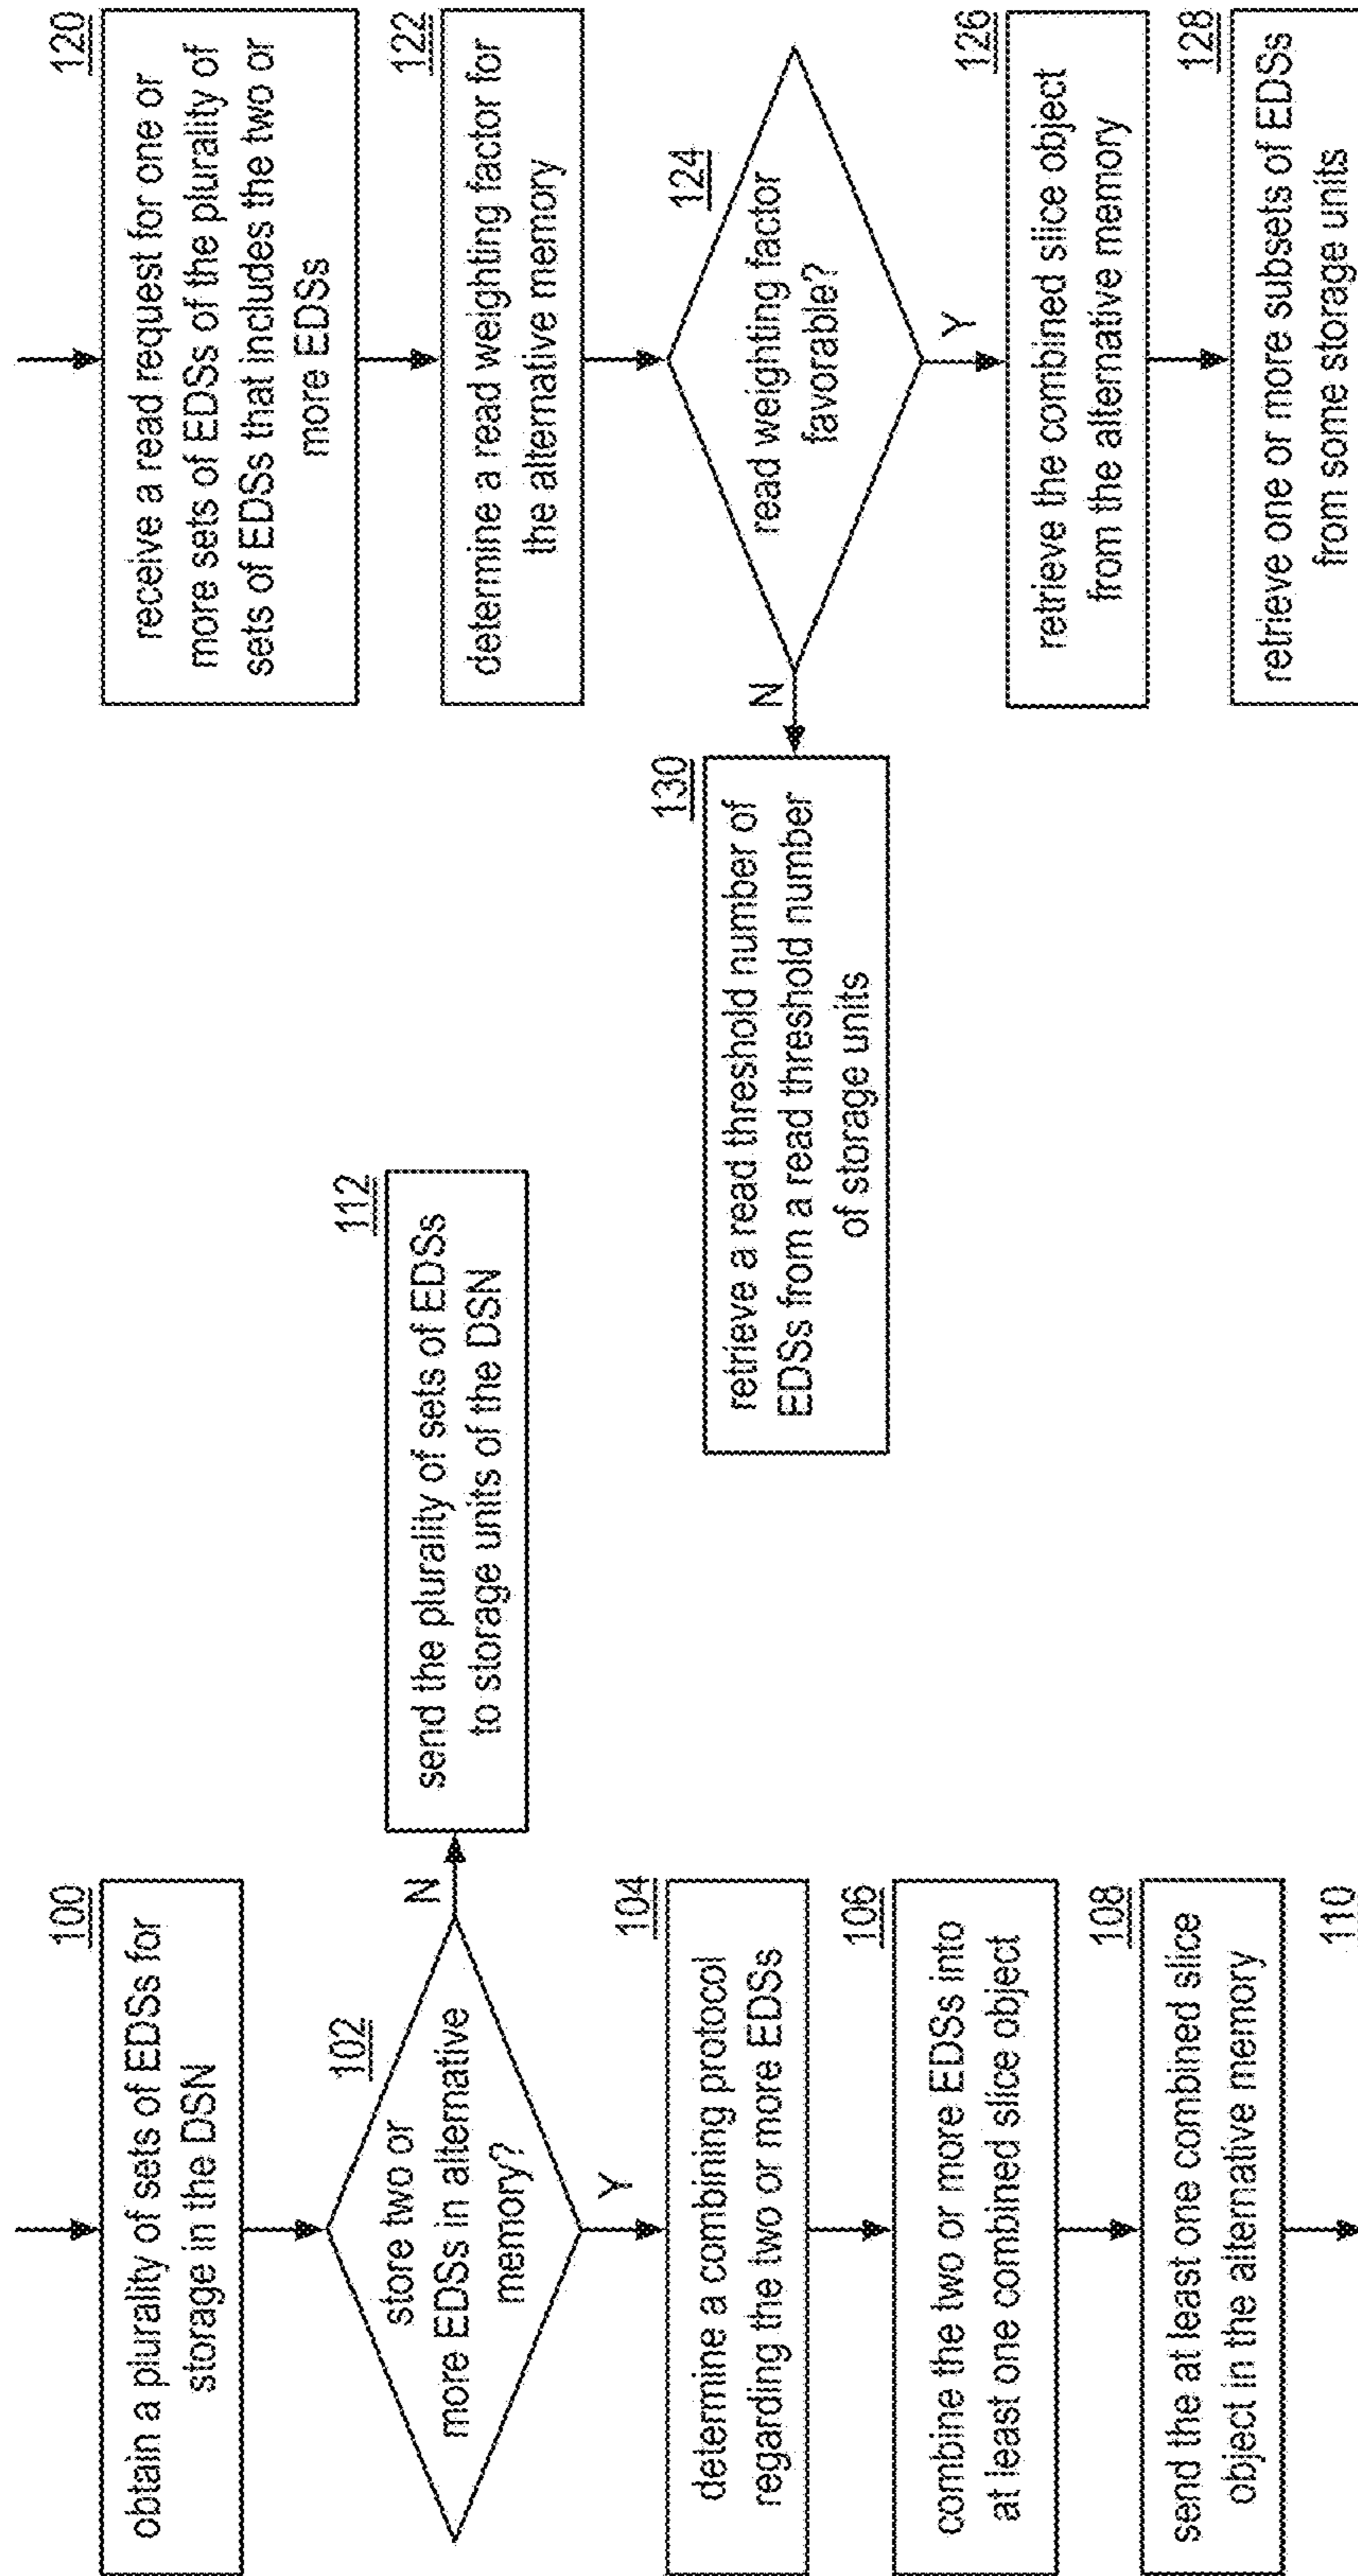 100
obtain a plurality of sets of EDSs for
storage in the DSN
102
store two or
more EDSs in alternative
memory?
N
Y
112
send the plurality of sets of EDSs
to storage units of the DSN
104
determine a combining protocol
regarding the two or more EDSs
106
combine the two or more EDSs into
at least one combined slice object
108
send the at least one combined slice
object in the alternative memory
110
120
receive a read request for one or
more sets of EDSs of the plurality of
sets of EDSs that includes the two or
more EDSs
122
determine a read weighting factor for
the alternative memory
124
read weighting factor
favorable?
N
Y
130
retrieve a read threshold number of
EDSs from a read threshold number
of storage units
126
retrieve the combined slice object
from the alternative memory
128
retrieve one or more subsets of EDSs
from some storage units